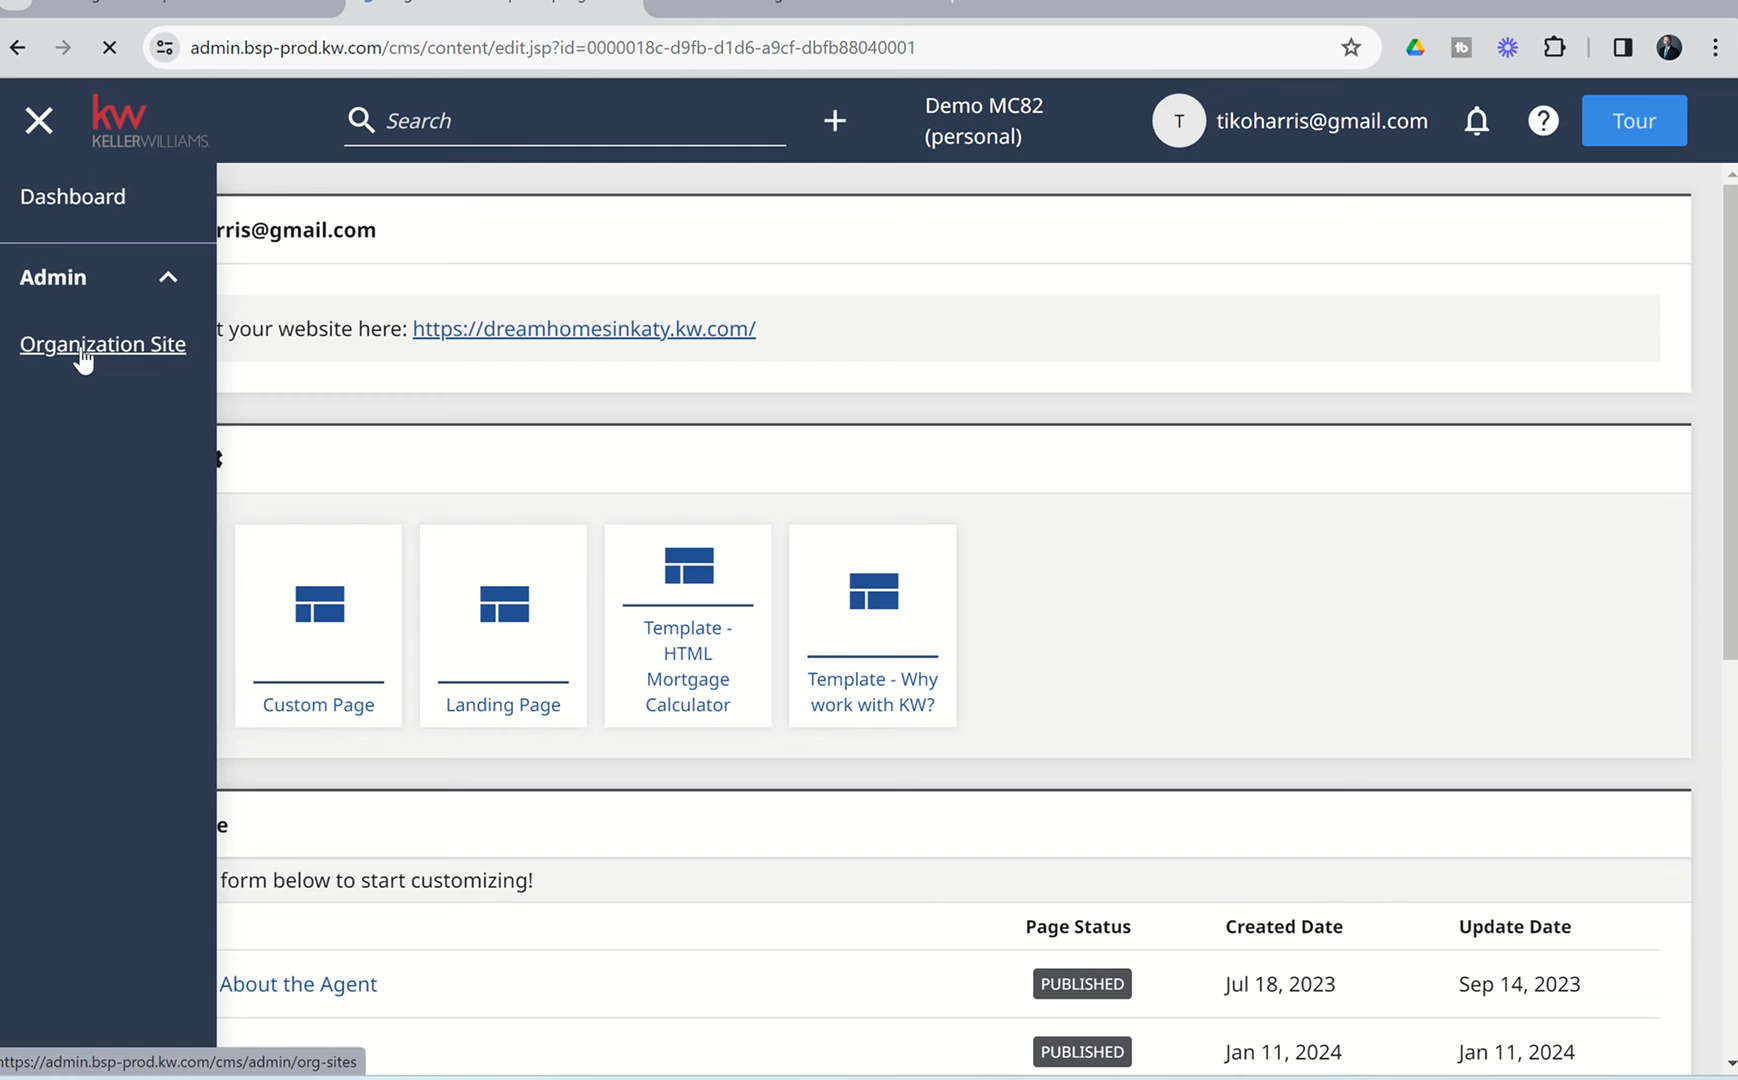 admin.bsp-prod.kw.com/cms/content/edit.jsp?id=0000018c-d9fb-d1d6-a9cf-dbfb88040001
kw
KELLERWILLIAMS.
Search
Demo MC82
(personal)
T
tikoharris@gmail.com
?
Tour
Dashboard
rris@gmail.com
Admin
t your website here: https://dreamhomesinkaty.kw.com/
Organization Site
Custom Page
Landing Page
Template -
HTML
Mortgage
Calculator
Template - Why
work with KW?
e
form below to start customizing!
Page Status
Created Date
Update Date
About the Agent
PUBLISHED
Jul 18, 2023
Sep 14, 2023
PUBLISHED
Jan 11, 2024
Jan 11, 2024
https://admin.bsp-prod.kw.com/cms/admin/org-sites